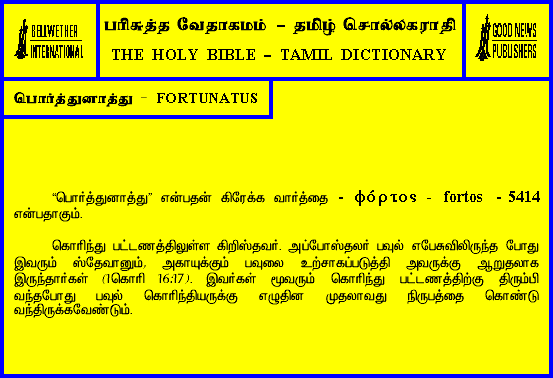 BELLWETHER
INTERNATIONAL
பரிசுத்த வேதாகமம் – தமிழ் சொல்லகராதி
THE HOLY BIBLE – TAMIL DICTIONARY
GOOD NEWS
PUBLISHERS
பொர்த்துனாத்து – FORTUNATUS
“பொர்த்துனாத்து” என்பதன் கிரேக்க வார்த்தை - φόρτος - fortos - 5414
என்பதாகும்.
கொரிந்து பட்டணத்திலுள்ள கிறிஸ்தவர். அப்போஸ்தலர் பவுல் எபேசுவிலிருந்த போது
இவரும் ஸ்தேவானும், அகாயுக்கும் பவுலை உற்சாகப்படுத்தி அவருக்கு ஆறுதலாக
இருந்தார்கள் (1கொரி 16:17). இவர்கள் மூவரும் கொரிந்து பட்டணத்திற்கு திரும்பி
வந்தபோது பவுல் கொரிந்தியருக்கு எழுதின முதலாவது நிருபத்தை கொண்டு
வந்திருக்கவேண்டும்.